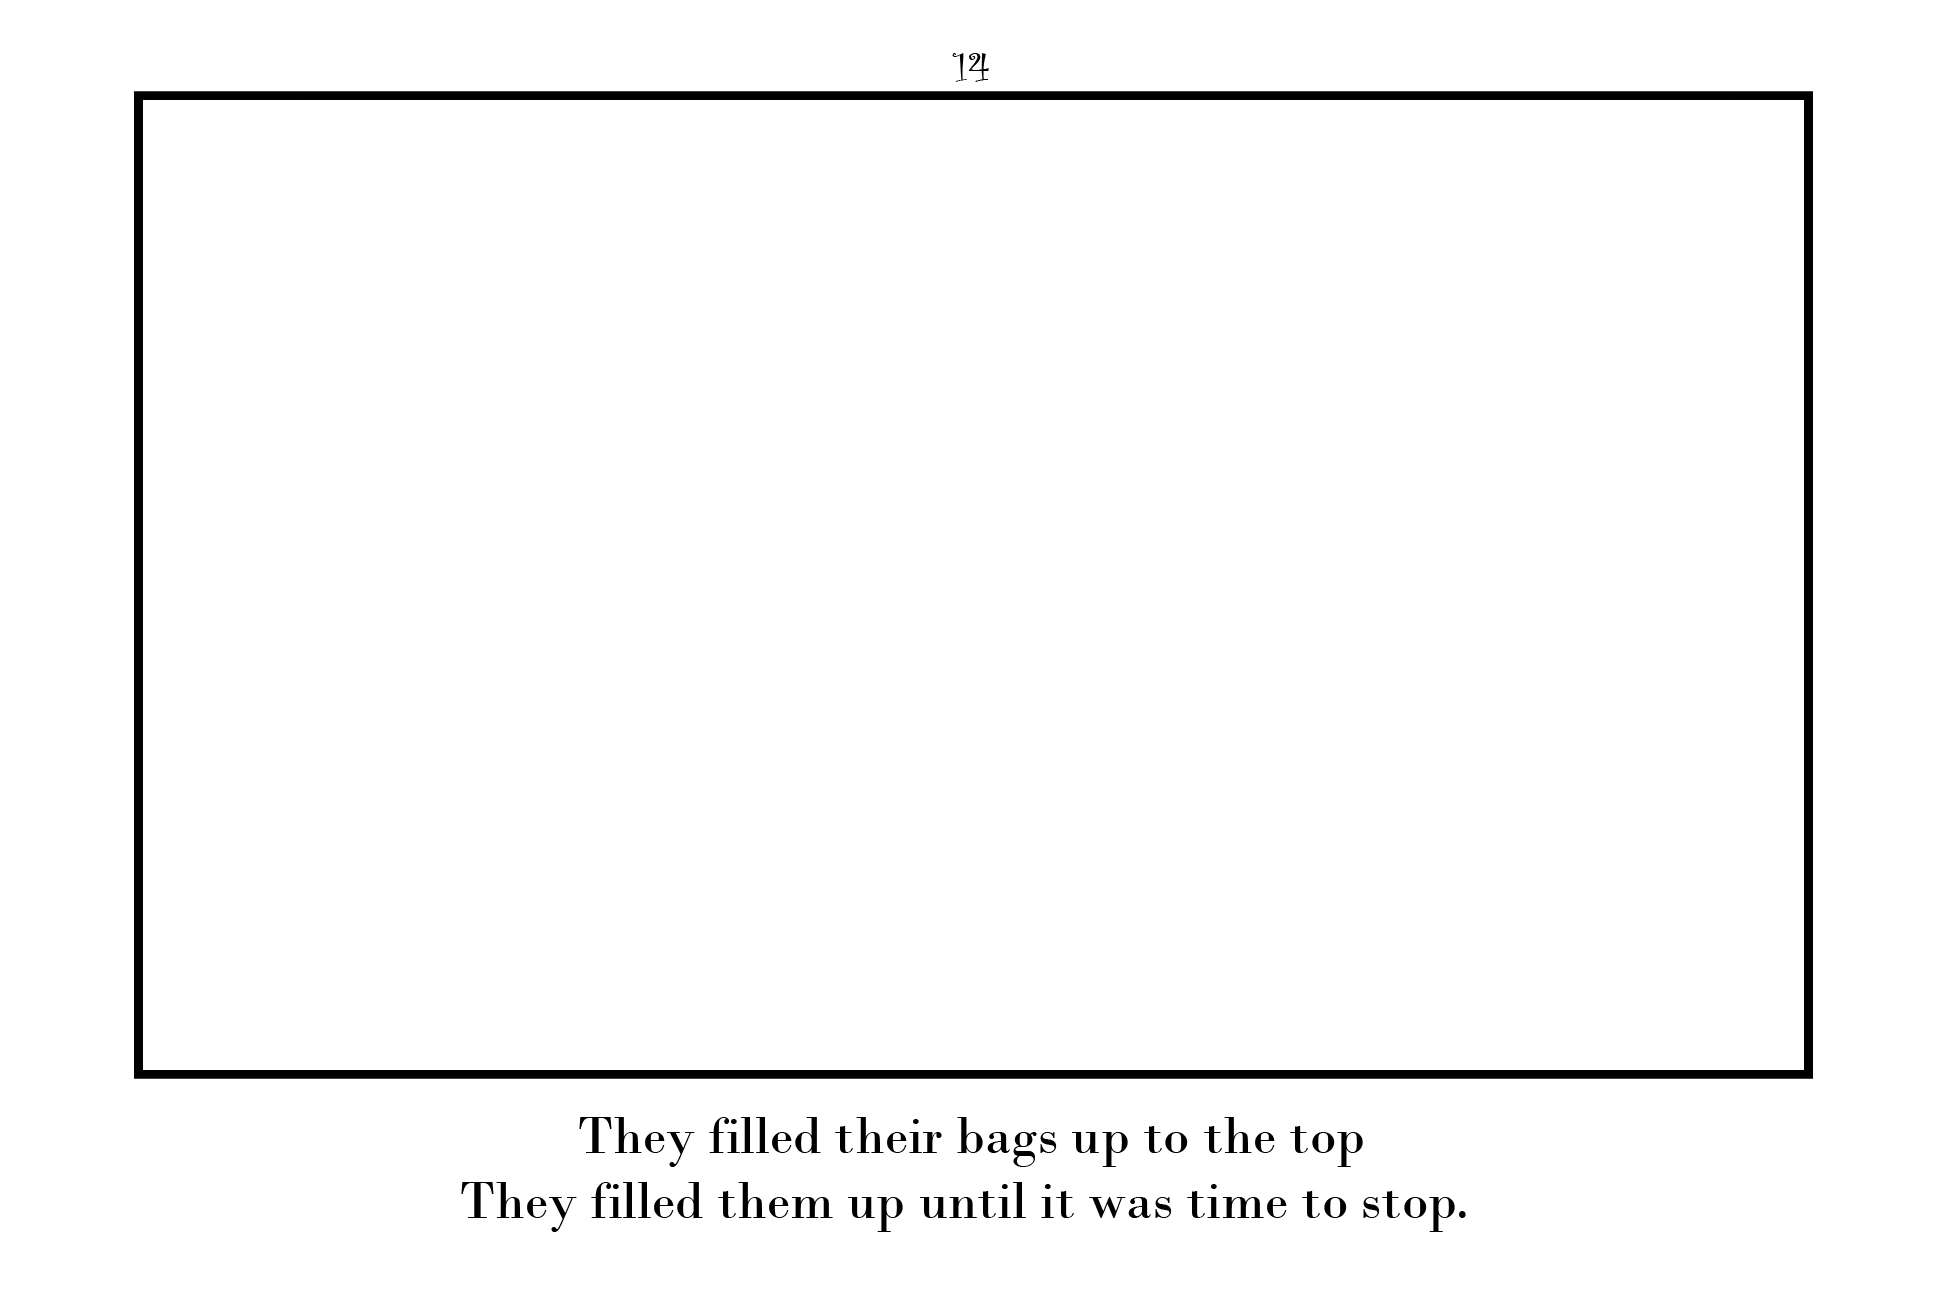 14
They filled their bags up to the top
They filled them up until it was time to stop.